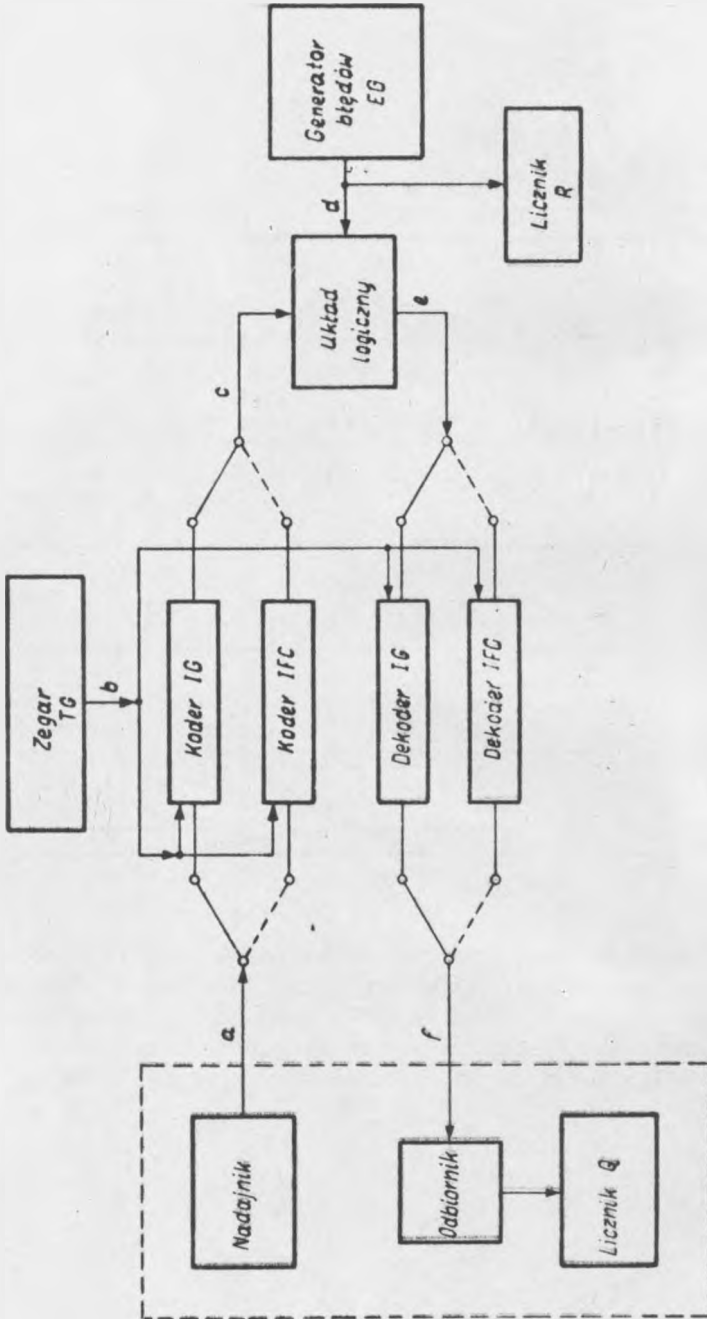 Zegar
TG
b
Generator
błędów
EG
d
Licznik
R
Układ
logiczny
e
c
Koder IG
Koder IFC
Dekoder IG
Dekoder IFC
a
f
Nadajnik
Odbiornik
Licznik Q